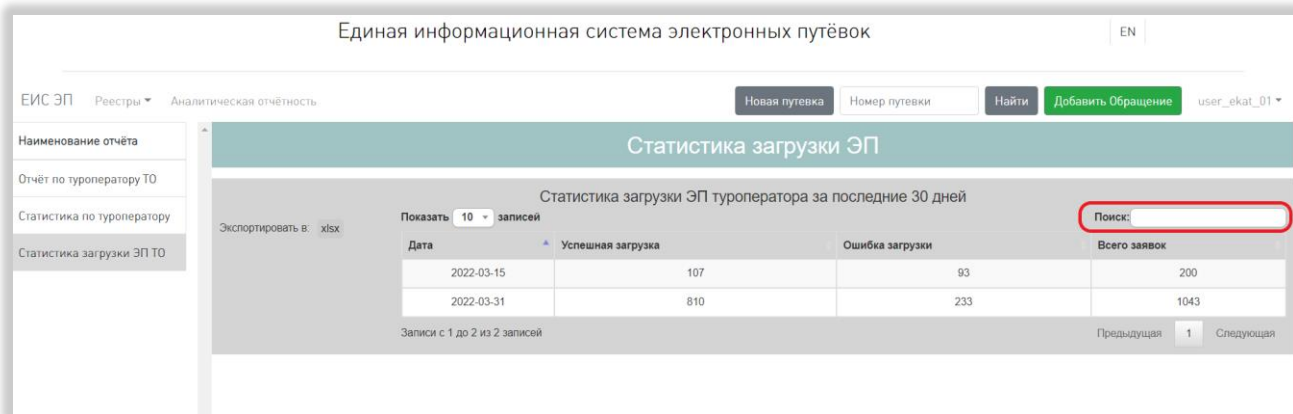 Единая информационная система электронных путёвок
EN
ЕИС ЭП Реестры Аналитическая отчётность Новая путевка Номер путевки Найти Добавить Обращение user_ekat_01
Наименование отчёта
Отчёт по туроператору ТО
Статистика по туроператору
Статистика загрузки ЭП ТО
Статистика загрузки ЭП
Статистика загрузки ЭП туроператора за последние 30 дней
Экспортировать в: xlsx
Показать 10 записей Поиск:
Дата Успешная загрузка Ошибка загрузки Всего заявок
2022-03-15 107 93 200
2022-03-31 810 233 1043
Записи с 1 до 2 из 2 записей Предыдущая 1 Следующая